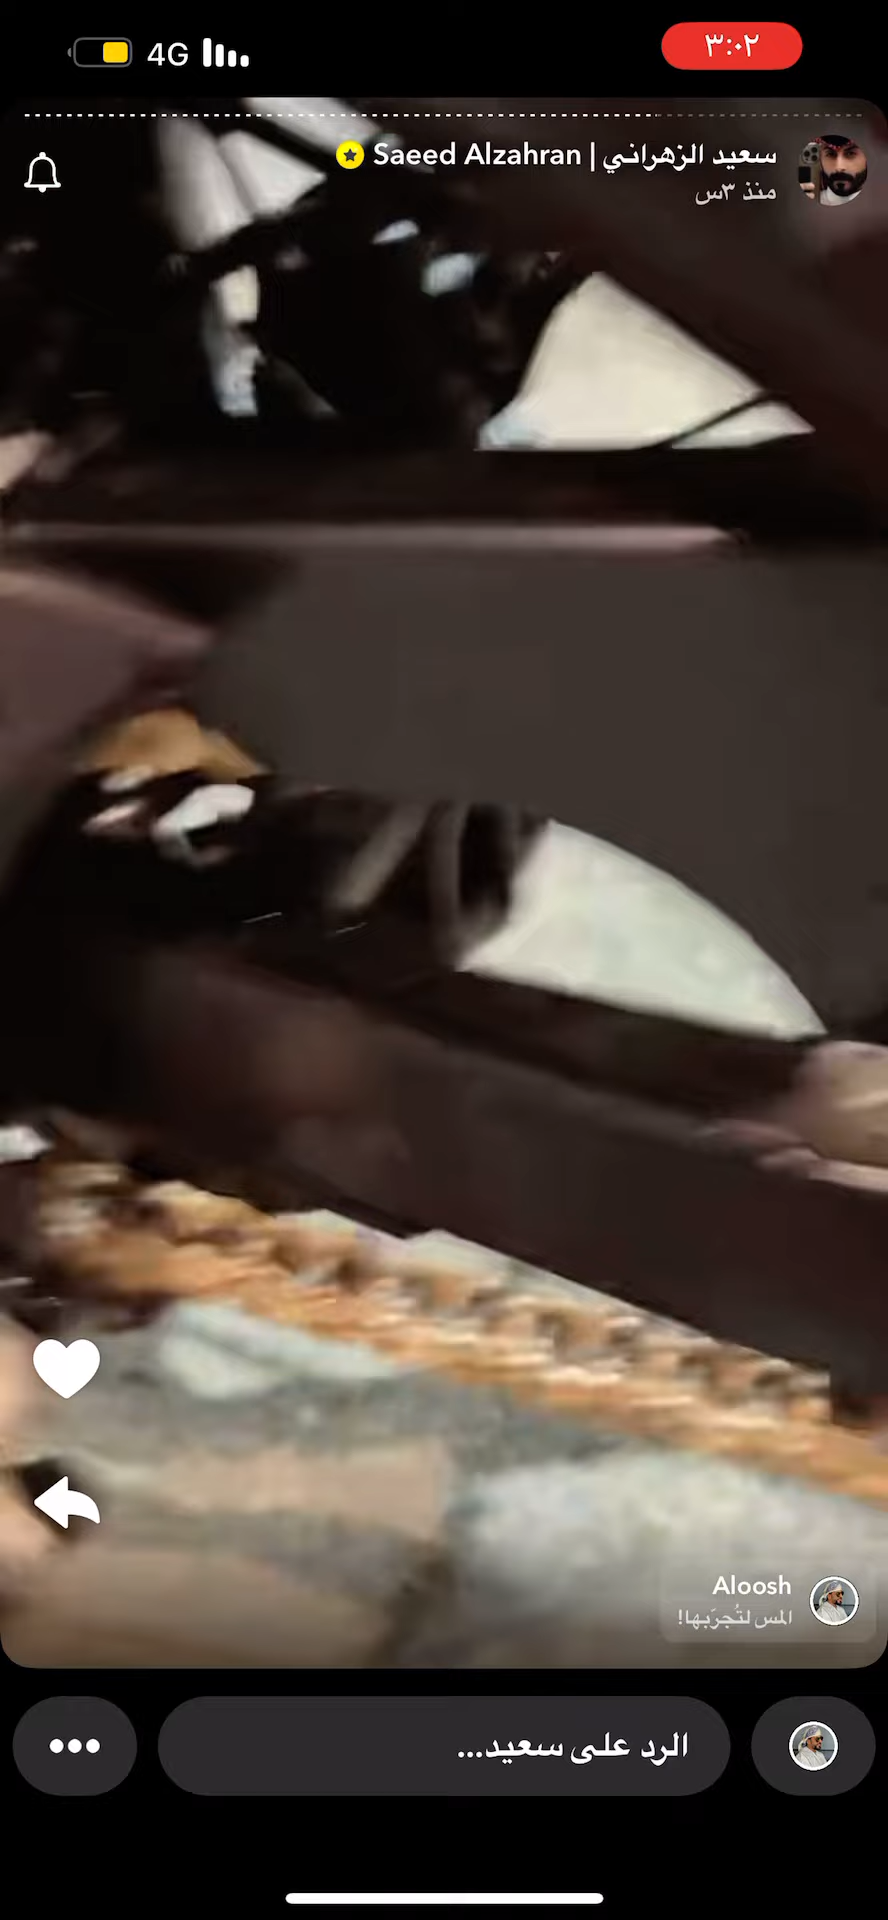 4G
٣:٠٢
سعيد الزهراني | Saeed Alzahran
منذ ٣س
Aloosh
المس لتُجرّبها!
الرد على سعيد...